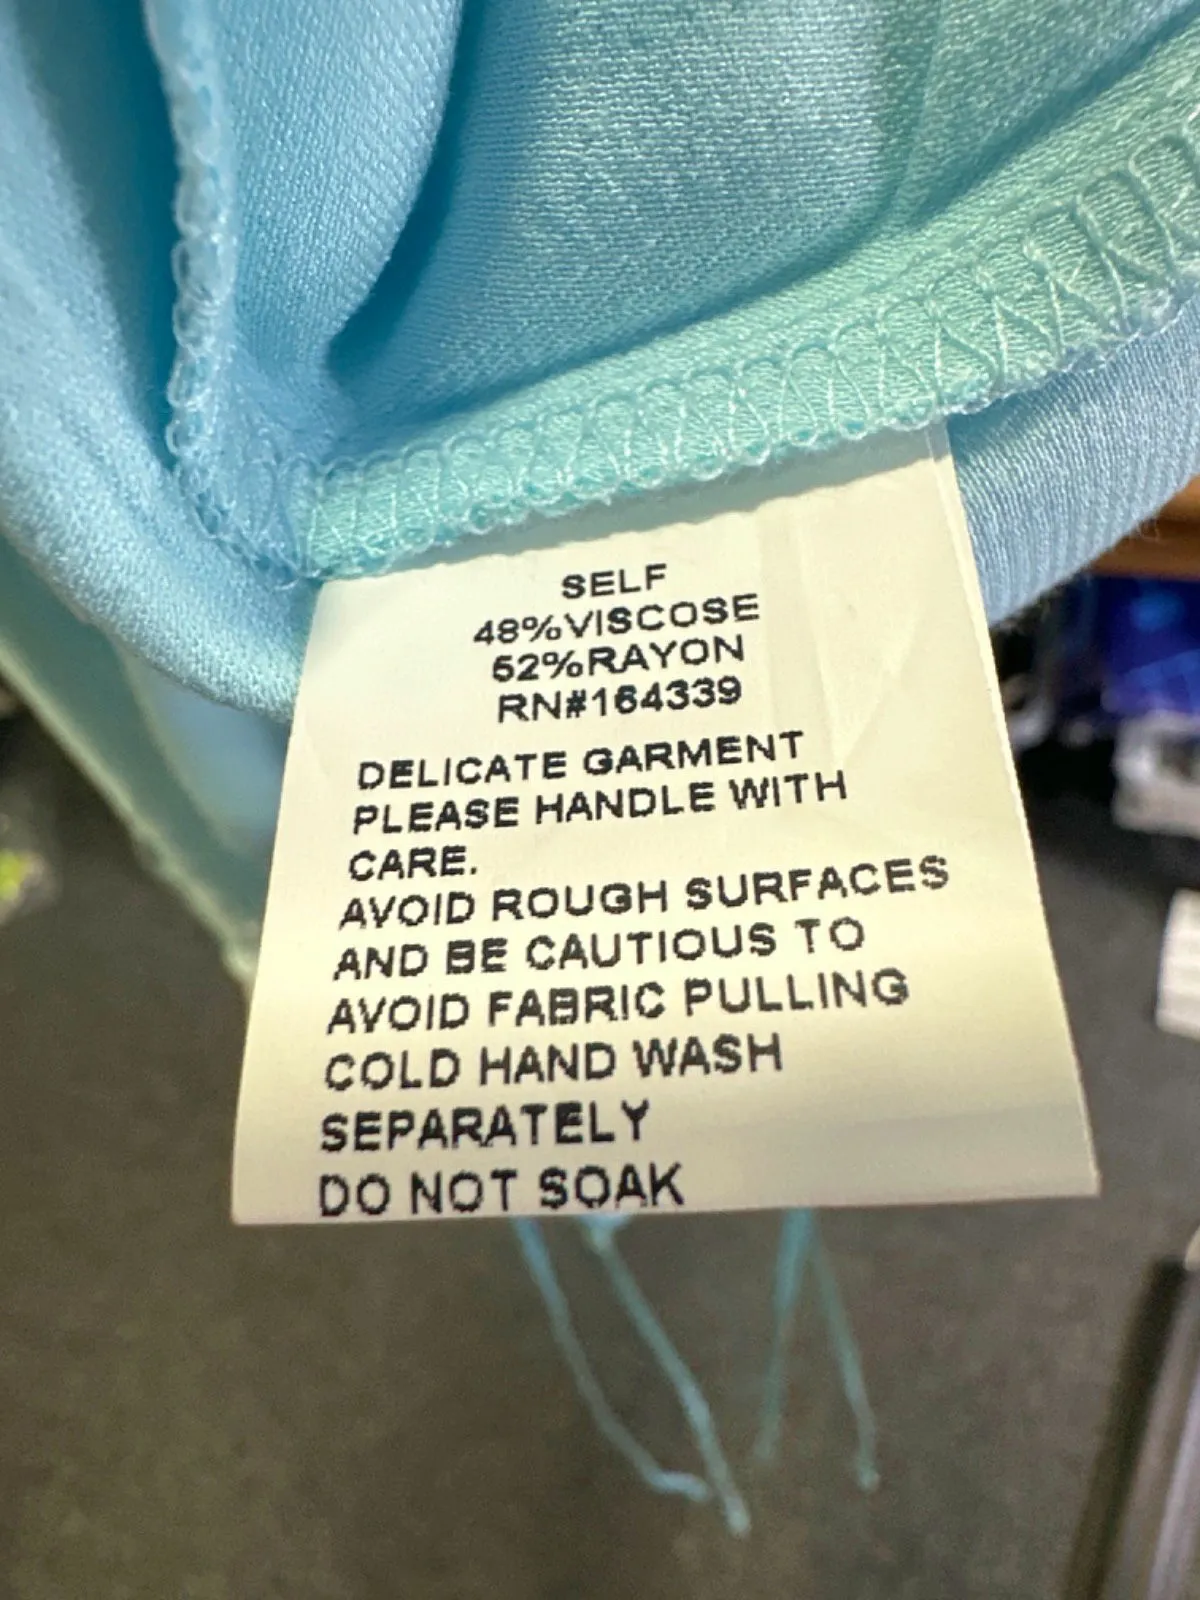 SELF
48%VISCOSE
52%RAYON
RN#164339
DELICATE GARMENT
PLEASE HANDLE WITH
CARE.
AVOID ROUGH SURFACES
AND BE CAUTIOUS TO
AVOID FABRIC PULLING
COLD HAND WASH
SEPARATELY
DO NOT SOAK